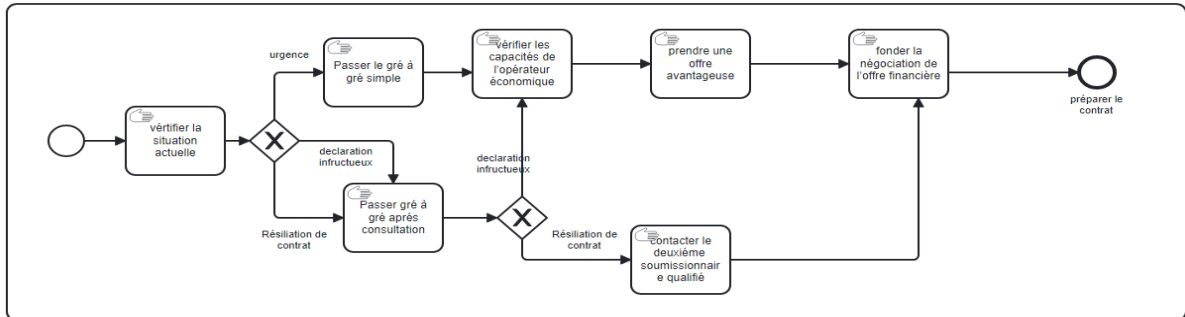 urgence
Passer le gré á
gré simple
vérifier les
capacités de
l'opérateur
économique
prendre une
offre
avantageuse
fonder la
négociation de
l'offre financière
préparer le
contrat
vértifier la
situation
actuelle
declaration
infructueux
declaration
infructueux
Passer gré á
gré aprés
consultation
Résiliation de
contrat
Résiliation de
contrat
contacter le
deuxiéme
soumissionnair
e qualifié